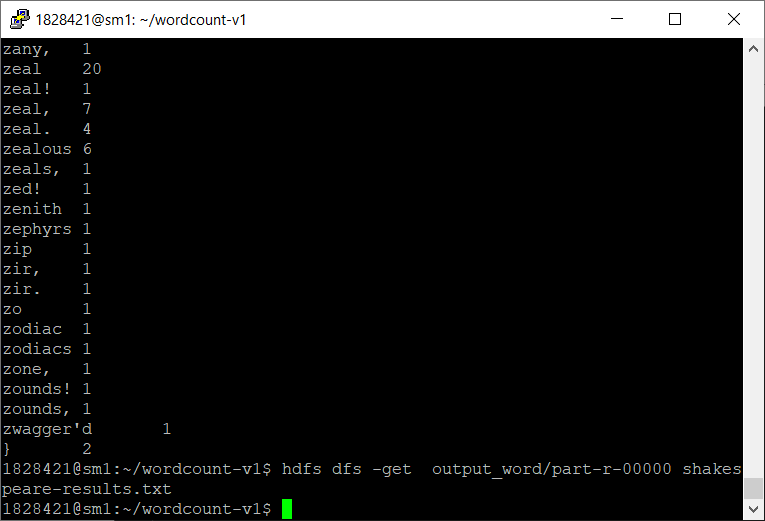 1828421@sm1: ~/wordcount-v1
zany,   1
zeal    20
zeal!   1
zeal,   7
zeal.   4
zealous 6
zeals,  1
zed!    1
zenith  1
zephyrs 1
zip     1
zir,    1
zir.    1
zo      1
zodiac  1
zodiacs 1
zone,   1
zounds! 1
zounds, 1
zwagger'd       1
}       2
1828421@sm1:~/wordcount-v1$ hdfs dfs -get  output_word/part-r-00000 shakes
peare-results.txt
1828421@sm1:~/wordcount-v1$